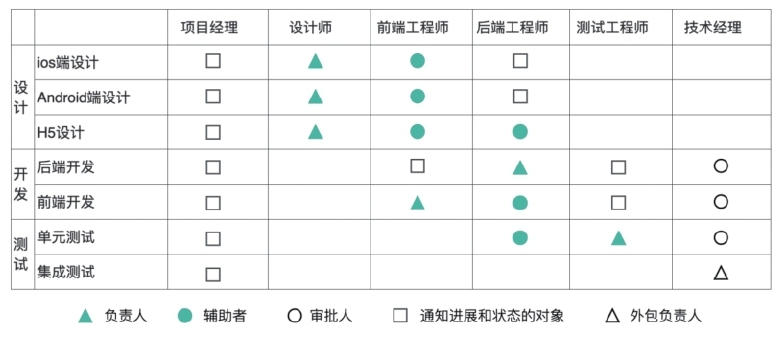 项目经理 设计师 前端工程师 后端工程师 测试工程师 技术经理
设计
ios端设计
Android端设计
H5设计
开发
后端开发
前端开发
测试
单元测试
集成测试
负责人 辅助者 审批人 通知进展和状态的对象 外包负责人